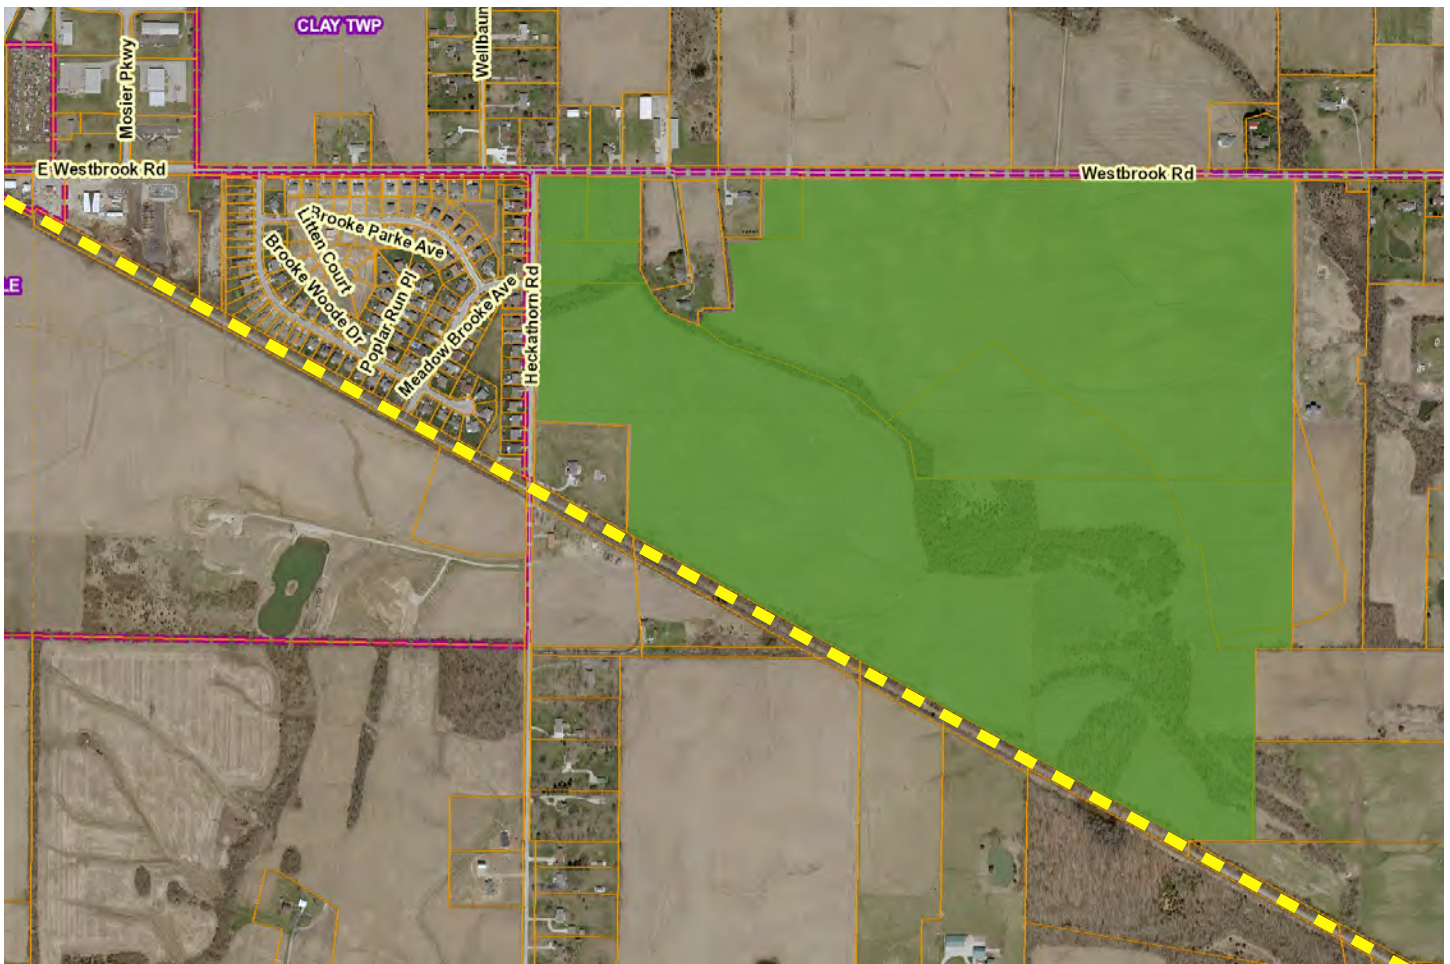 CLAY TWP
Mosier Pkwy
Wellbaun
E Westbrook Rd
Westbrook Rd
Brooke Parke Ave
Litten Court
Brooke Woode Dr
Poplar Run Pl
Meadow Brooke Ave
Heckathorn Rd
LE